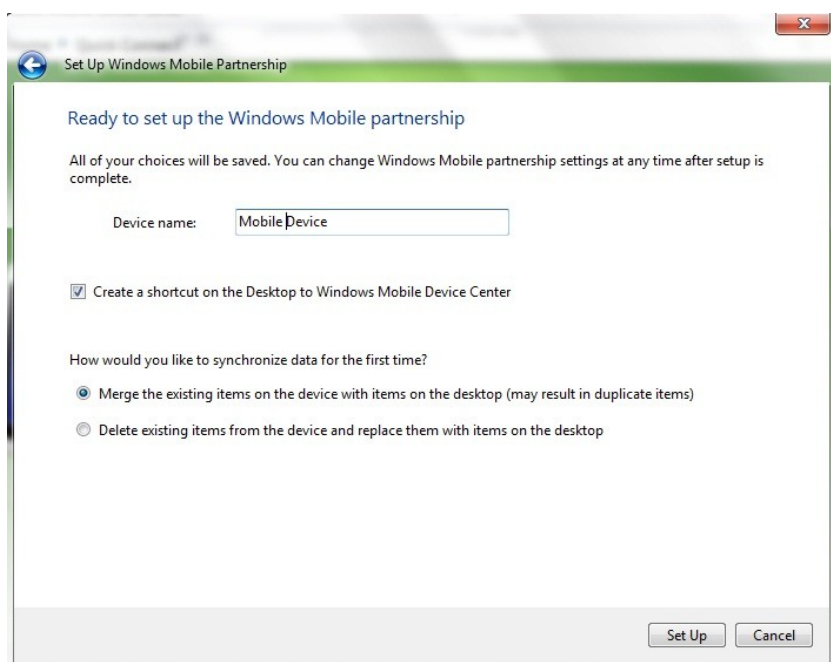 Set Up Windows Mobile Partnership
Ready to set up the Windows Mobile partnership
All of your choices will be saved. You can change Windows Mobile partnership settings at any time after setup is
complete.
Device name: Mobile Device
Create a shortcut on the Desktop to Windows Mobile Device Center
How would you like to synchronize data for the first time?
Merge the existing items on the device with items on the desktop (may result in duplicate items)
Delete existing items from the device and replace them with items on the desktop
Set Up Cancel